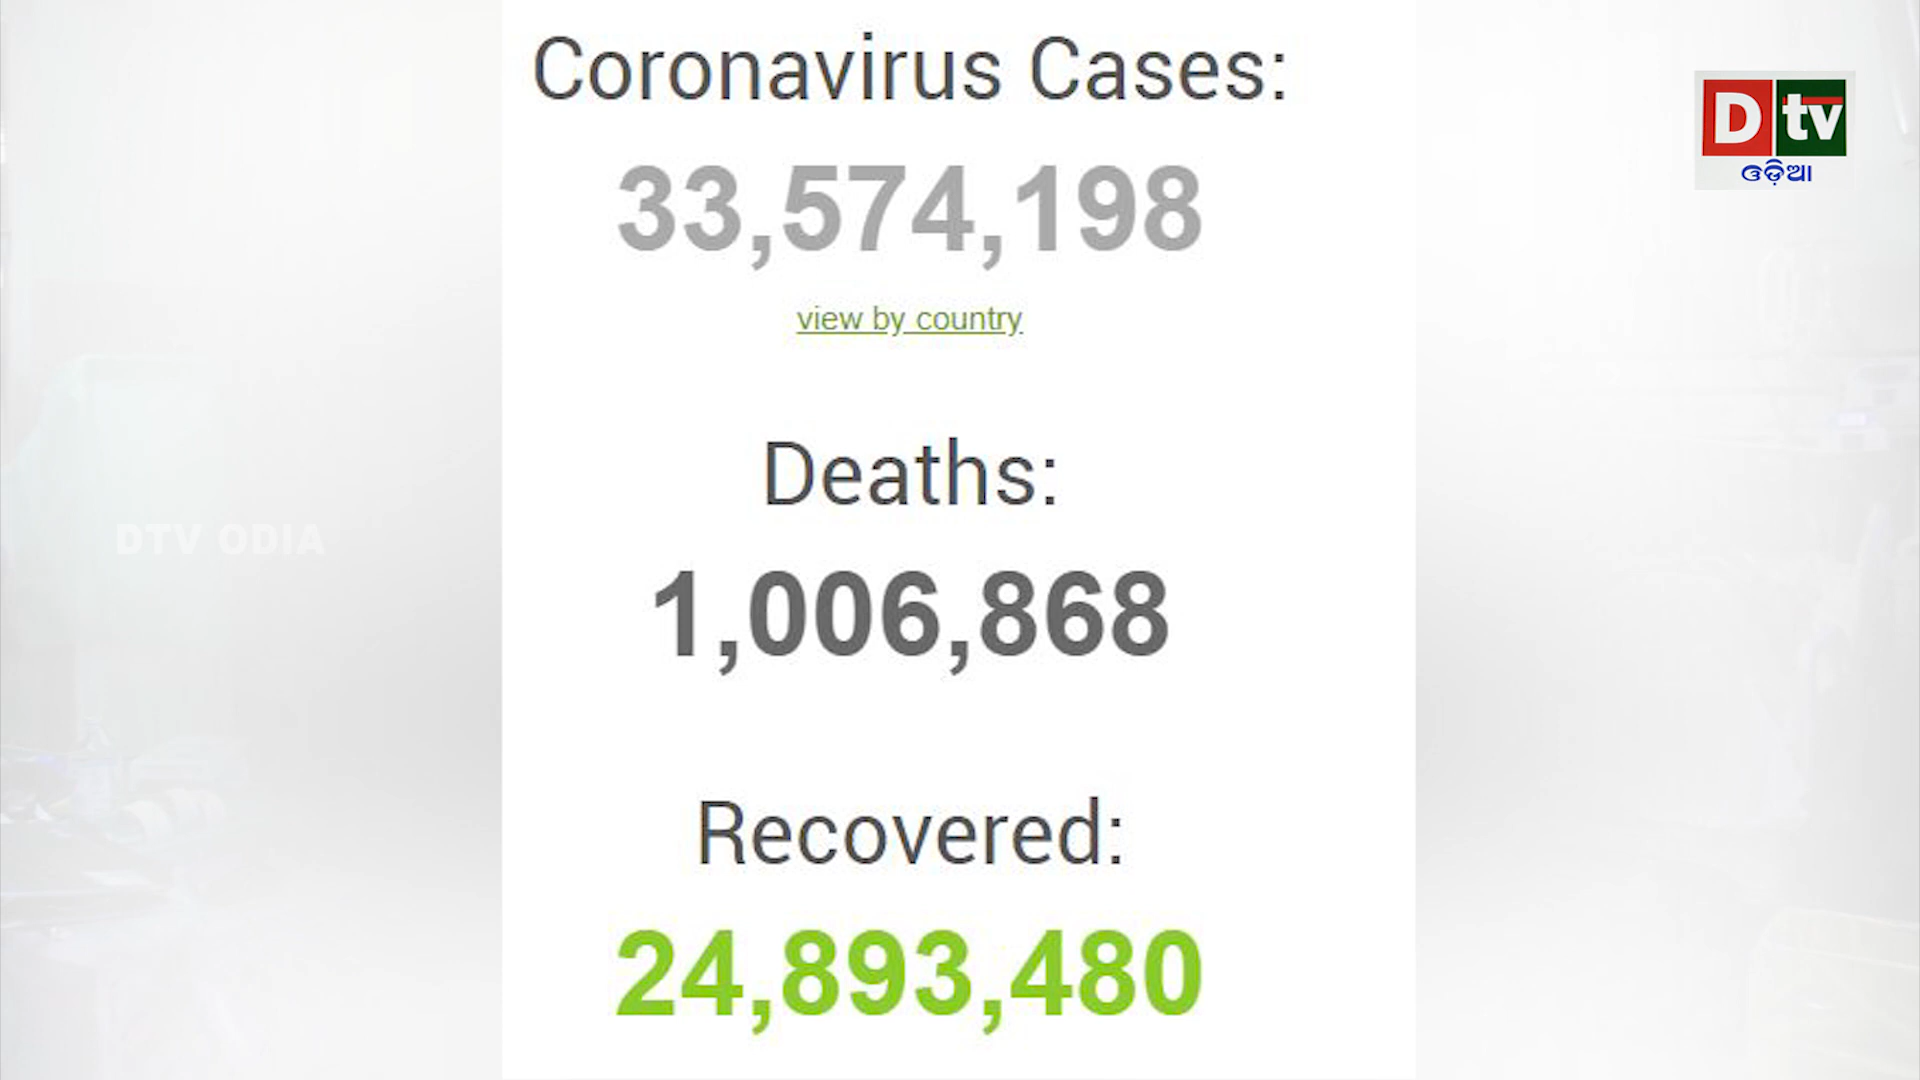 Coronavirus Cases:
33,574,198
view by country
Deaths:
1,006,868
Recovered:
24,893,480
D tv
ଓଡ଼ିଆ
DTV ODIA